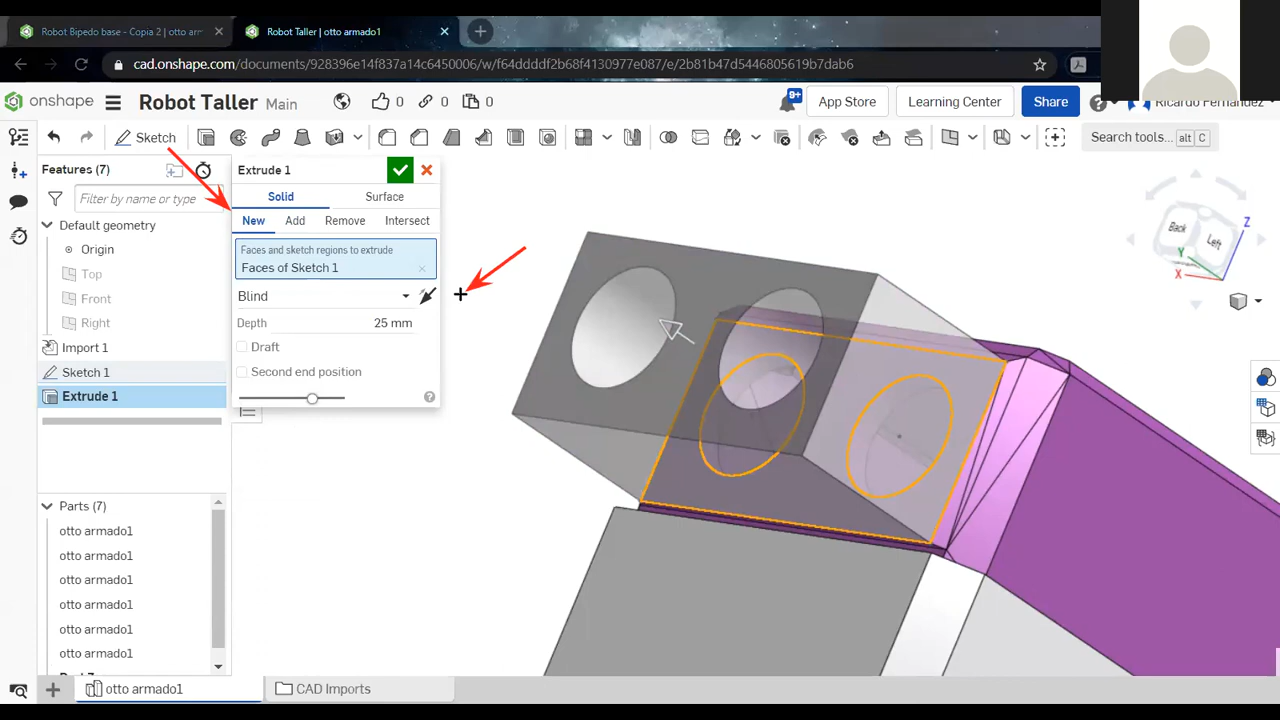 Robot Bipedo base - Copia 2 | otto arm
Robot Taller | otto armado1
cad.onshape.com/documents/928396e14f837a14c6450006/w/f64ddddf2b68f4130977e087/e/2b81b47d5446805619b7dab6
onshape
Robot Taller Main
0
0
0
9+
App Store
Learning Center
Share
Ricardo Fernandez
Sketch
Search tools... alt C
Features (7)
Filter by name or type
Default geometry
Origin
Top
Front
Right
Import 1
Sketch 1
Extrude 1
Parts (7)
otto armado1
otto armado1
otto armado1
otto armado1
otto armado1
otto armado1
Extrude 1
Solid
Surface
New
Add
Remove
Intersect
Faces and sketch regions to extrude
Faces of Sketch 1
Blind
Depth
25 mm
Draft
Second end position
Back
Left
Z
Y
X
otto armado1
CAD Imports